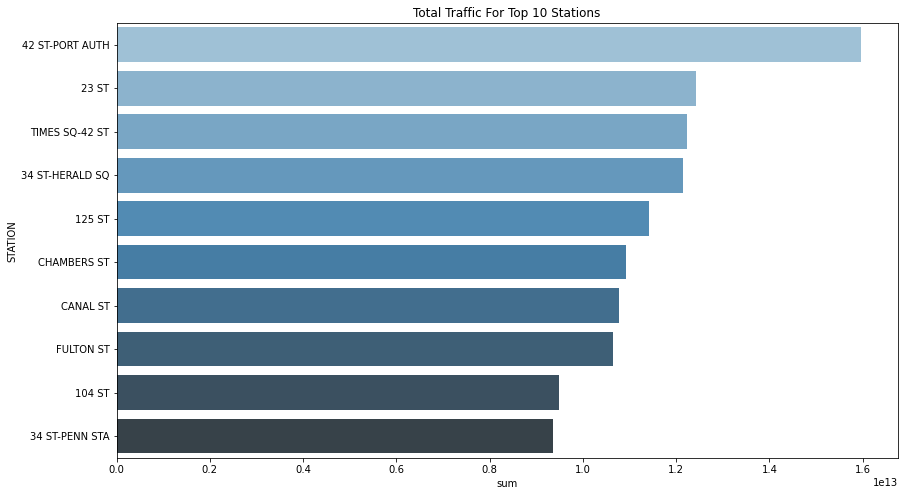 Total Traffic For Top 10 Stations
42 ST-PORT AUTH
23 ST
TIMES SQ-42 ST
34 ST-HERALD SQ
125 ST
CHAMBERS ST
CANAL ST
FULTON ST
104 ST
34 ST-PENN STA
STATION
0.0 0.2 0.4 0.6 0.8 1.0 1.2 1.4 1.6
sum
1e13